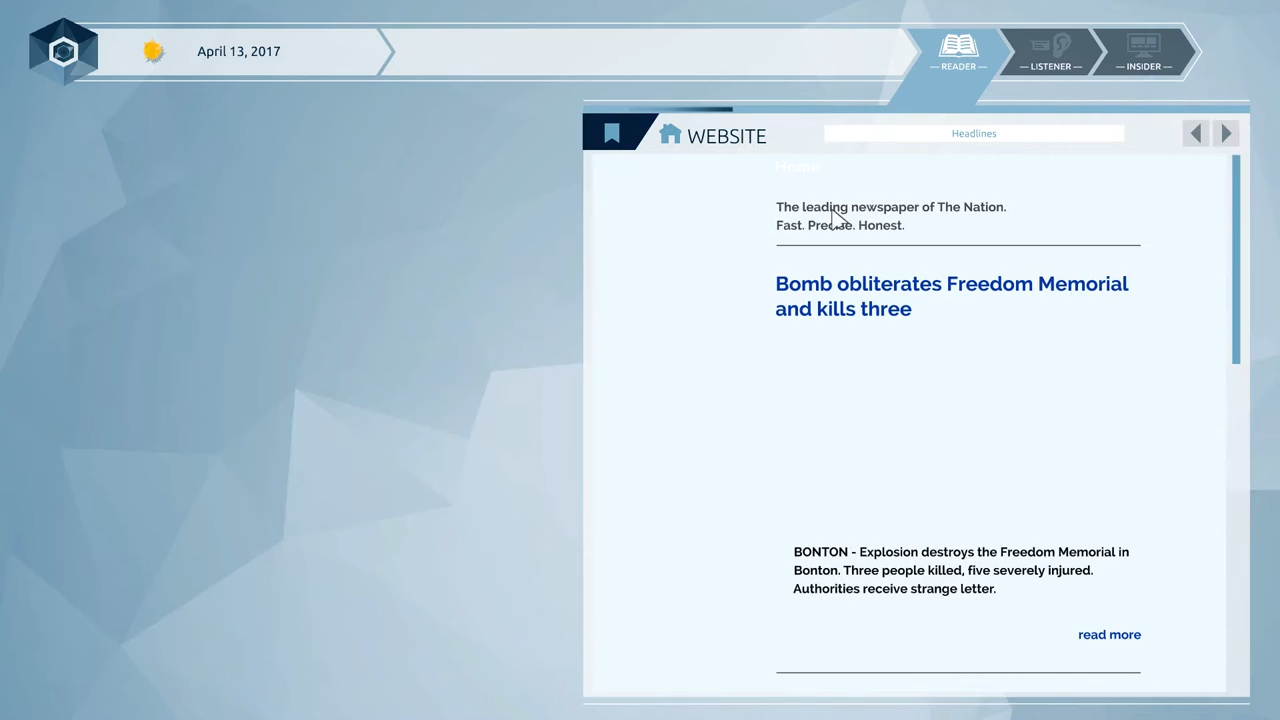 April 13, 2017
— READER —
— LISTENER —
— INSIDER —
WEBSITE
Headlines
Home
The leading newspaper of The Nation.
Fast. Precise. Honest.
Bomb obliterates Freedom Memorial
and kills three
BONTON - Explosion destroys the Freedom Memorial in
Bonton. Three people killed, five severely injured.
Authorities receive strange letter.
read more